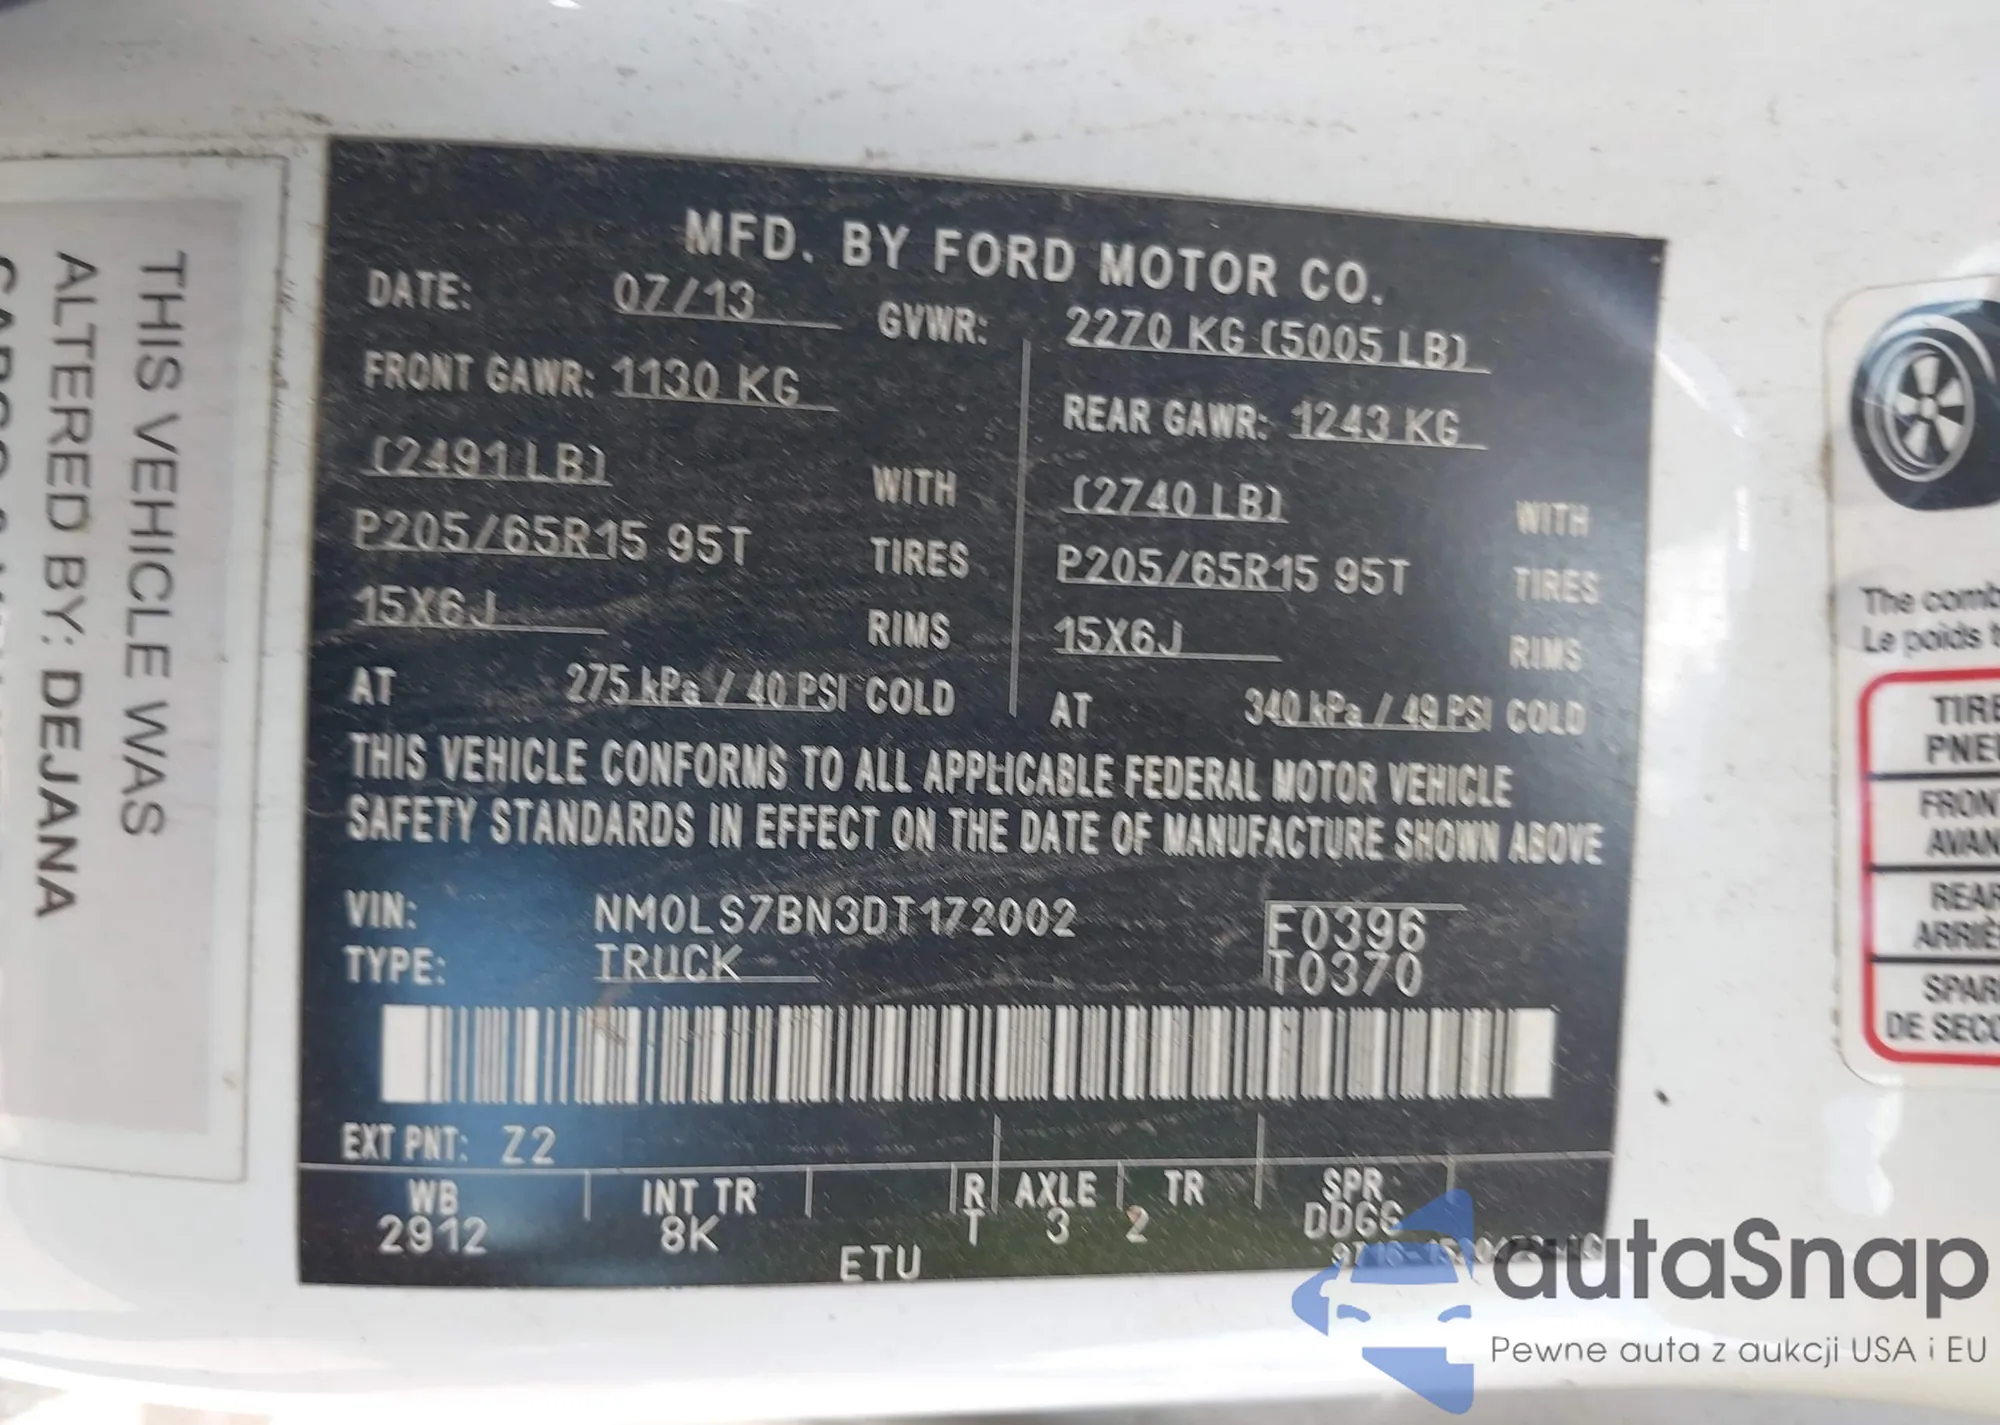 THIS VEHICLE WAS
ALTERED BY: DEJANA
MFD. BY FORD MOTOR CO.
DATE: 07/13 GVWR: 2270 KG (5005 LB)
FRONT GAWR: 1130 KG REAR GAWR: 1243 KG
(2491 LB) WITH (2740 LB) WITH
P205/65R15 95T TIRES P205/65R15 95T TIRES
15X6J RIMS 15X6J RIMS
AT 275 kPa / 40 PSI COLD AT 340 kPa / 49 PSI COLD
THIS VEHICLE CONFORMS TO ALL APPLICABLE FEDERAL MOTOR VEHICLE
SAFETY STANDARDS IN EFFECT ON THE DATE OF MANUFACTURE SHOWN ABOVE
VIN: NM0LS7BN3DT172002 F0396
TYPE: TRUCK T0370
EXT PNT: Z2
WB INT TR R AXLE TR SPR
2912 8K T 3 2 DDGG
ETU
The comb
Le poids t
TIRE
PNEU
FRON
AVAN
REAR
ARRIÈ
SPAR
DE SECO
autaSnap
Pewne auta z aukcji USA i EU